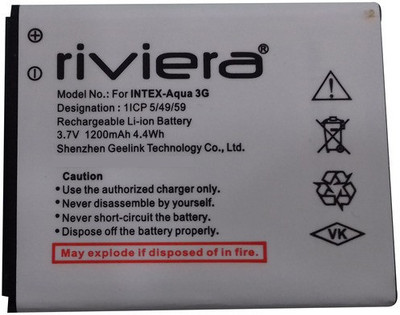 riviera®
Model No.: For INTEX-Aqua 3G
Designation : 1ICP 5/49/59
Rechargeable Li-ion Battery
3.7V 1200mAh 4.4Wh
Shenzhen Geelink Technology Co., Ltd.
Caution
• Use the authorized charger only.
• Never disassemble by yourself.
• Never short-circuit the battery.
• Dispose off the battery properly.
May explode if disposed of in fire.
VK